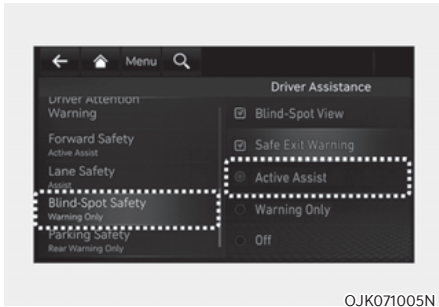 Menu
Driver Assistance
Driver Attention
Warning
Forward Safety
Active Assist
Lane Safety
Assist
Blind-Spot Safety
Warning Only
Parking Safety
Rear Warning Only
Blind-Spot View
Safe Exit Warning
Active Assist
Warning Only
Off
OJK071005N